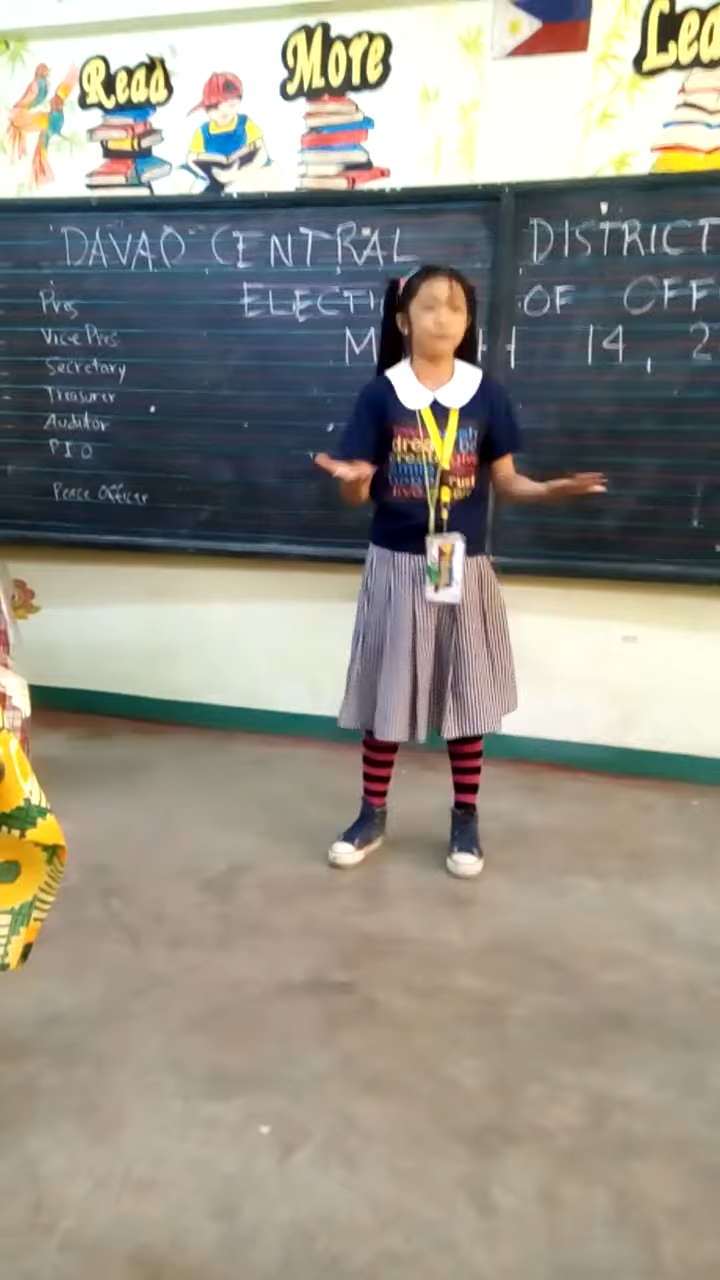 Read More Lea
"DAVAO" CENTRAL DISTRICT
ELECTI OF OFF
M H 14, 2
Pres
Vice Pres
Secretary
Treasurer
Auditor
PIO
Peace Officer